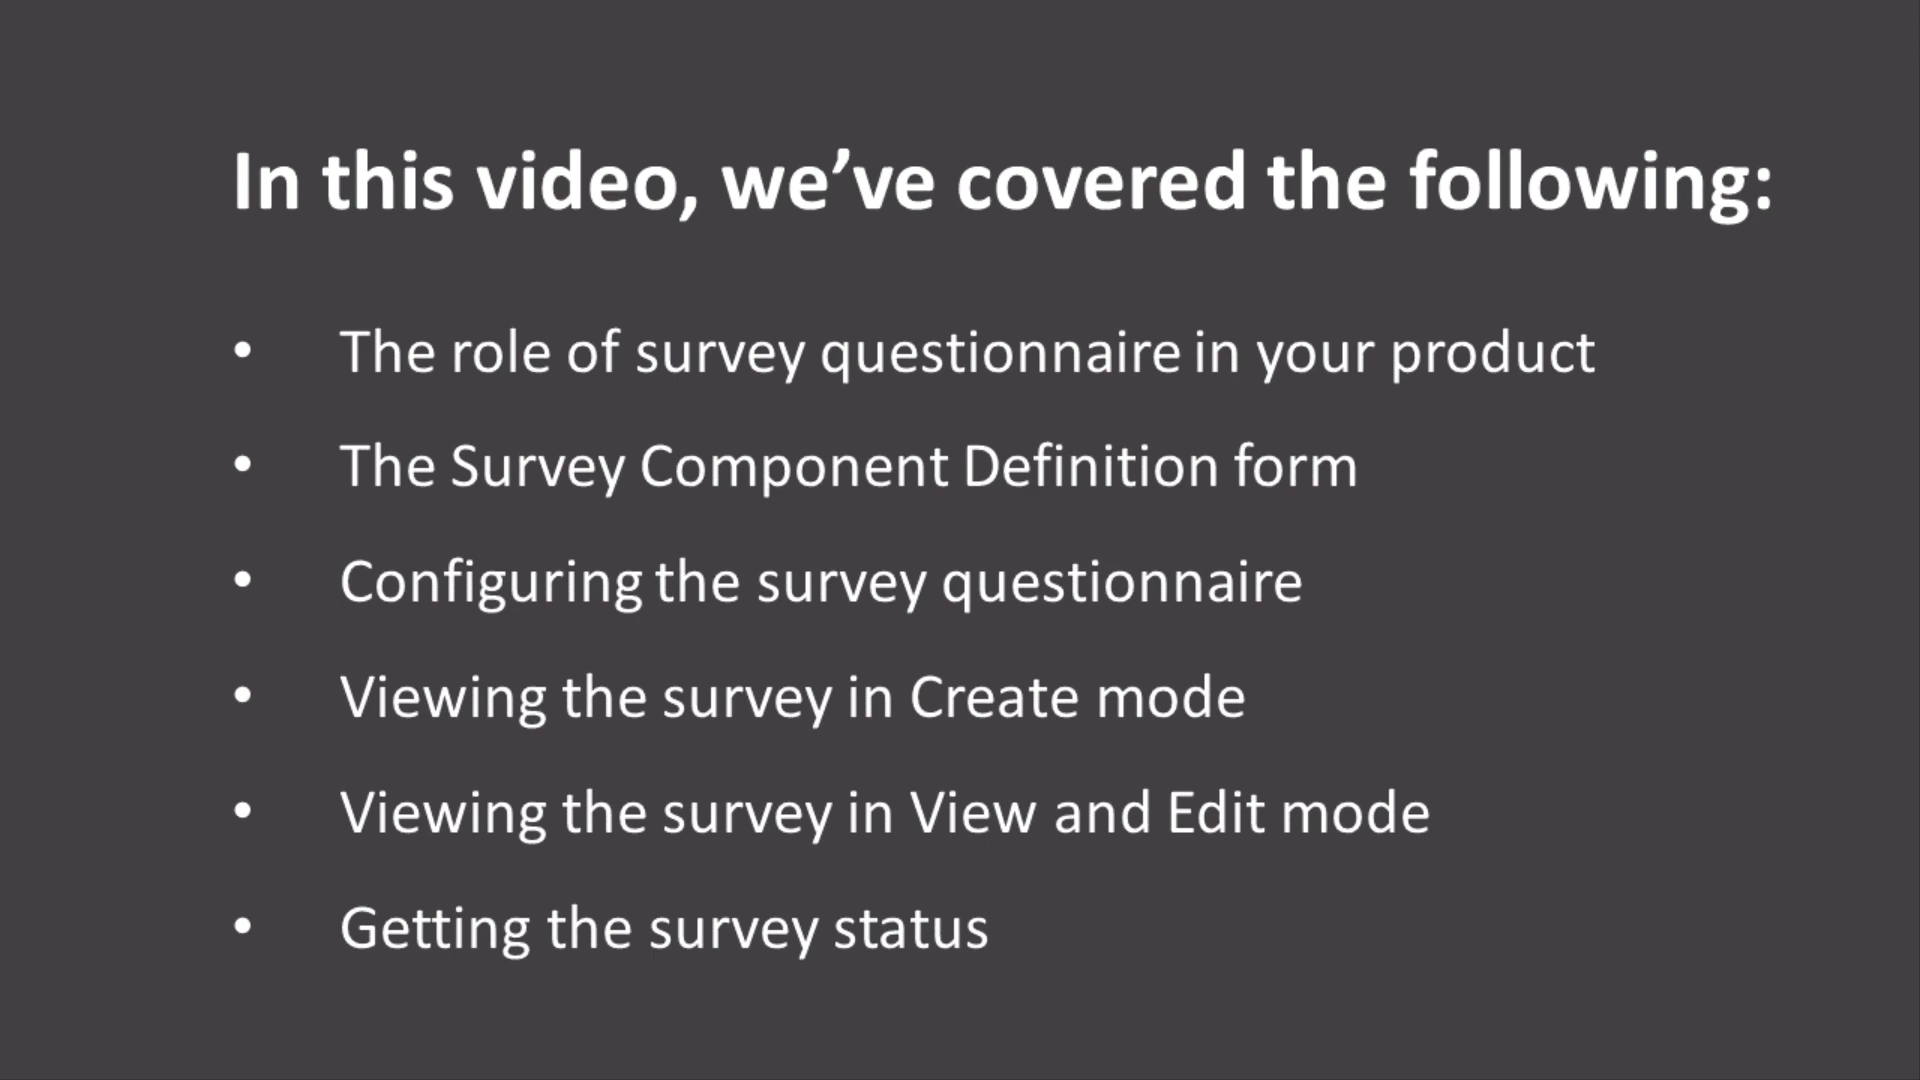 In this video, we’ve covered the following:
• The role of survey questionnaire in your product
• The Survey Component Definition form
• Configuring the survey questionnaire
• Viewing the survey in Create mode
• Viewing the survey in View and Edit mode
• Getting the survey status